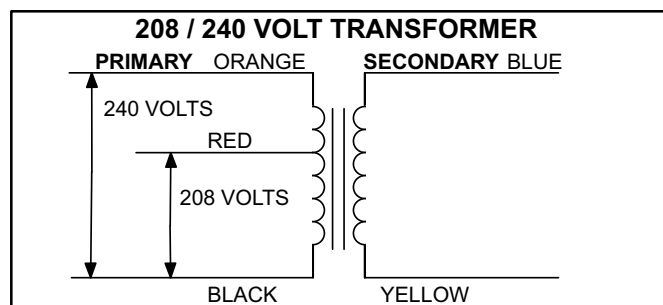 208 / 240 VOLT TRANSFORMER
PRIMARY ORANGE SECONDARY BLUE
240 VOLTS
RED
208 VOLTS
BLACK YELLOW